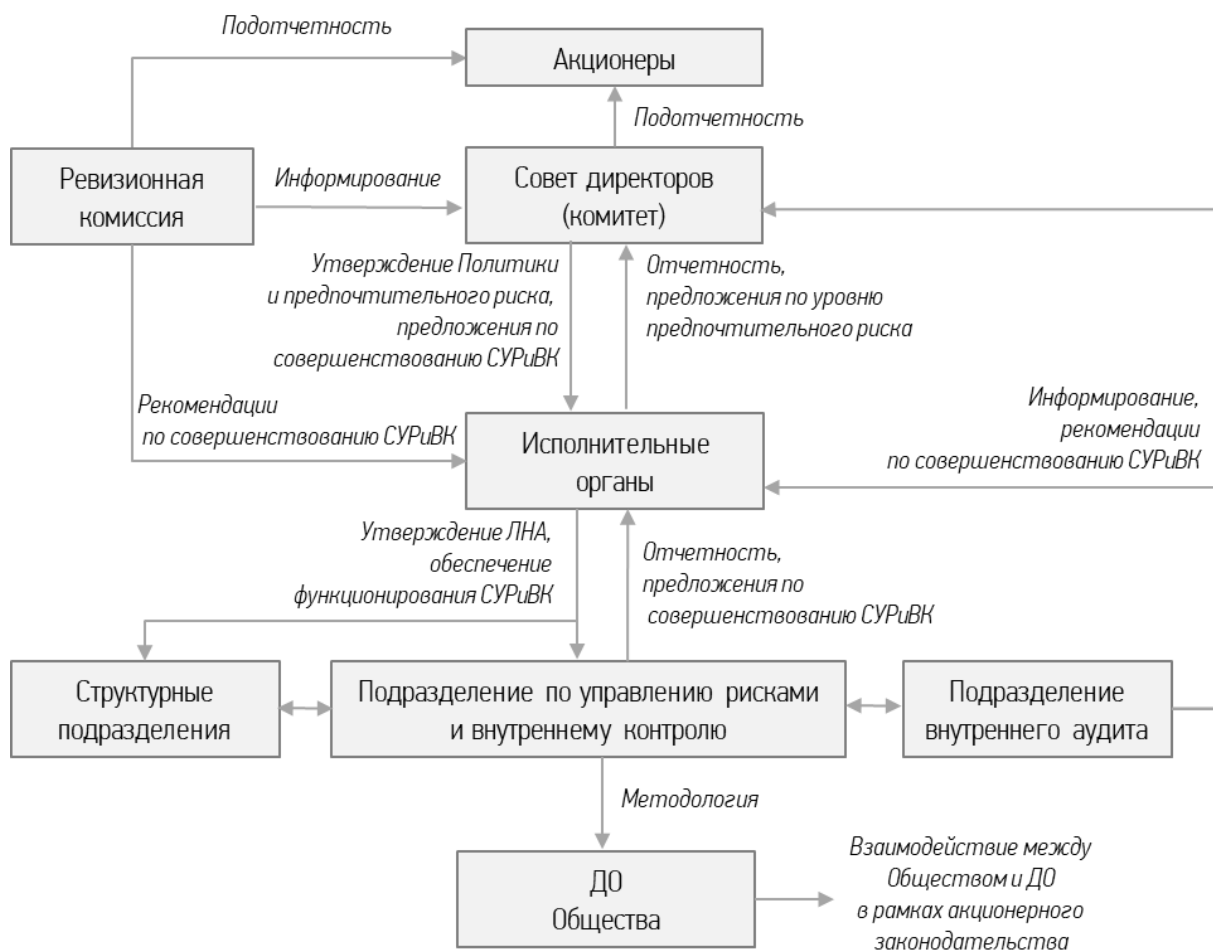 Подотчетность
Акционеры
Подотчетность
Ревизионная
комиссия
Информирование
Совет директоров
(комитет)
Утверждение Политики
и предпочтительного риска,
предложения по
совершенствованию СУРиВК
Отчетность,
предложения по уровню
предпочтительного риска
Рекомендации
по совершенствованию СУРиВК
Исполнительные
органы
Информирование,
рекомендации
по совершенствованию СУРиВК
Утверждение ЛНА,
обеспечение
функционирования СУРиВК
Отчетность,
предложения по
совершенствованию СУРиВК
Структурные
подразделения
Подразделение по управлению рисками
и внутреннему контролю
Подразделение
внутреннего аудита
Методология
ДО
Общества
Взаимодействие между
Обществом и ДО
в рамках акционерного
законодательства